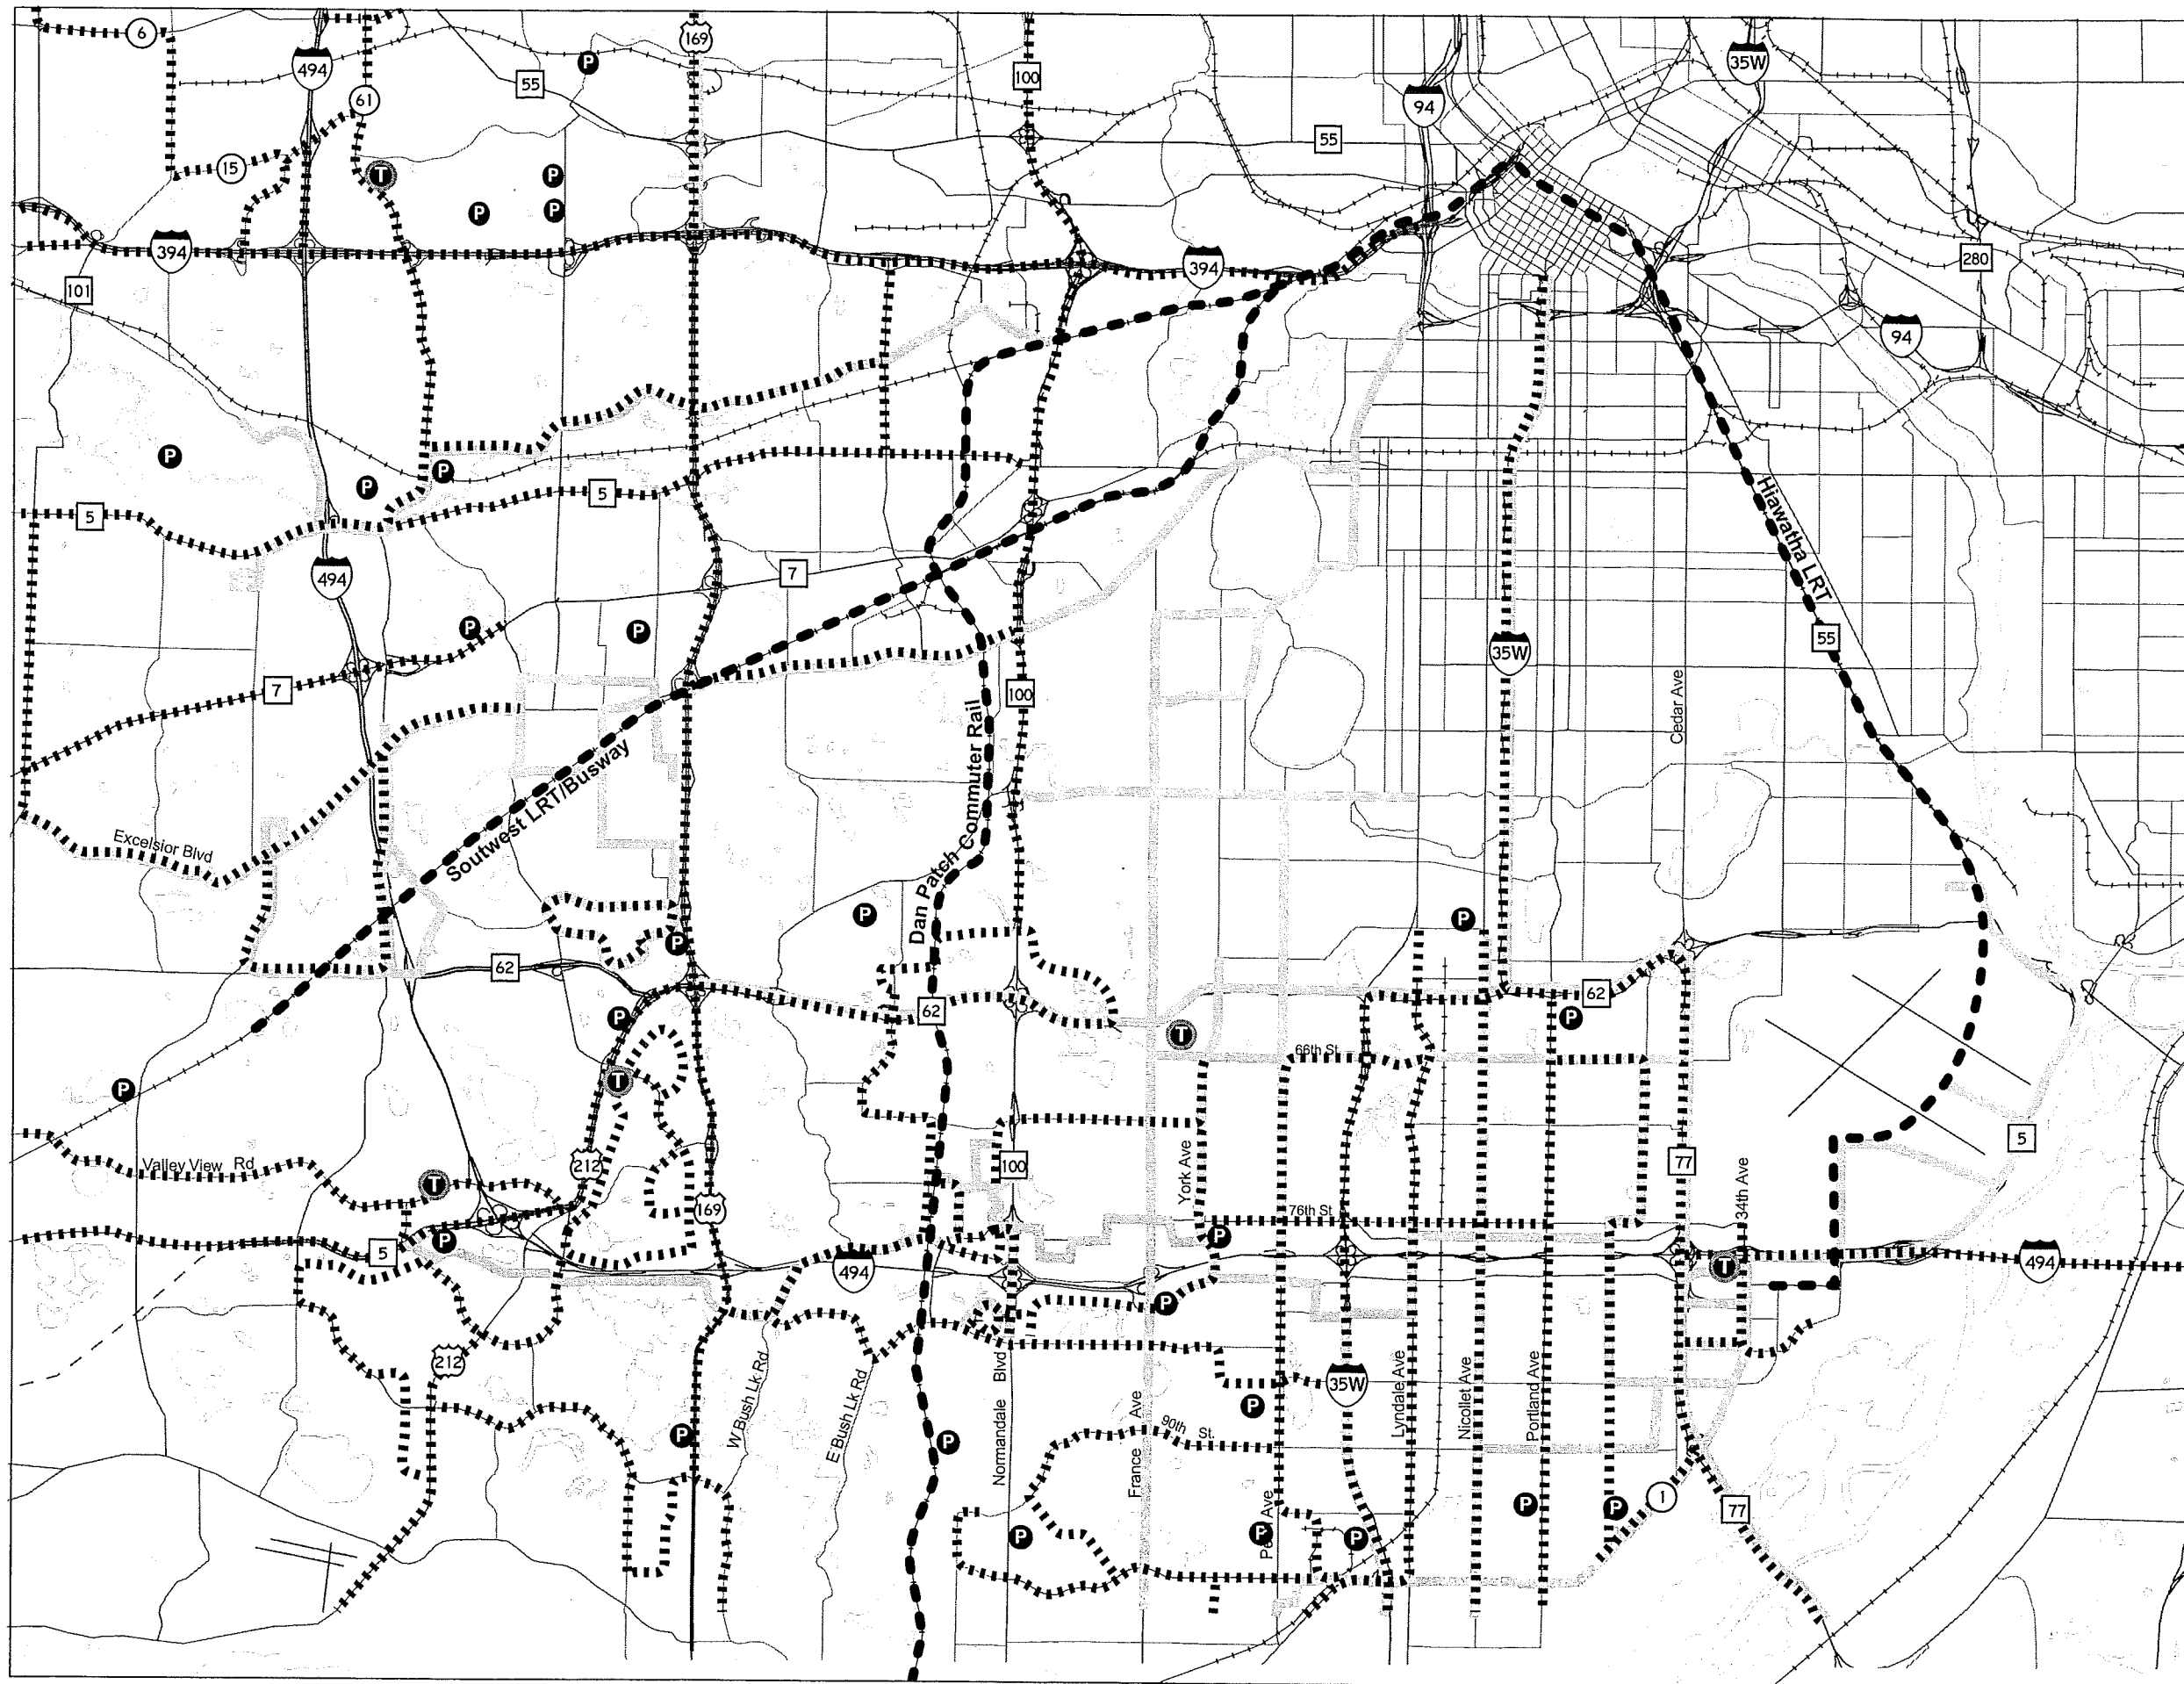 6
494
61
P
55
169
100
94
35W
55
15
T
P
P
P
394
101
394
280
94
P
P
P
5
5
494
7
Hiawatha LRT
P
P
55
35W
7
100
Cedar Ave
Soutwest LRT/Busway
Dan Patch Commuter Rail
Excelsior Blvd
P
P
P
62
62
62
P
P
T
66th St
T
P
5
Valley View Rd
212
100
77
York Ave
34th Ave
T
169
76th St
5
P
P
494
T
494
P
212
W Bush Lk Rd
E Bush Lk Rd
Normandale Blvd
France Ave
35W
Lyndale Ave
Nicollet Ave
Portland Ave
P
P
P
90th St.
1
77
P
P
P
P
P